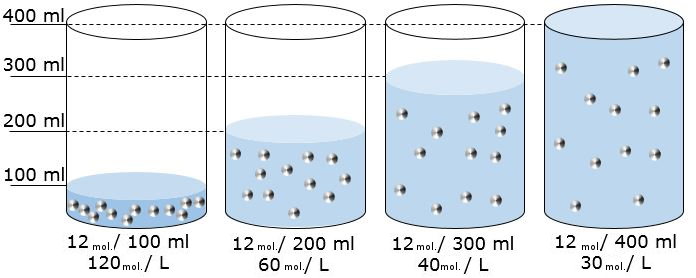 400 ml
300 ml
200 ml
100 ml
12 mol./ 100 ml
120 mol./ L
12 mol./ 200 ml
60 mol./ L
12 mol./ 300 ml
40 mol./ L
12 mol./ 400 ml
30 mol./ L